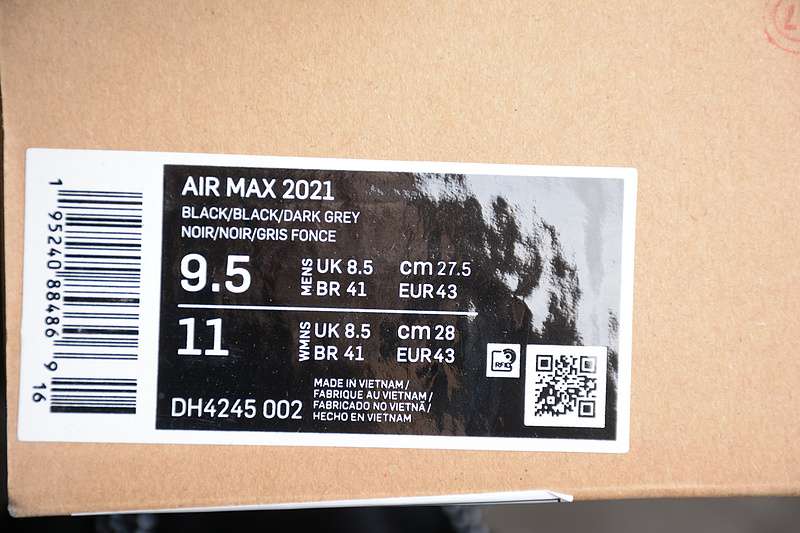 AIR MAX 2021
BLACK/BLACK/DARK GREY
NOIR/NOIR/GRIS FONCE
9.5 MENS UK 8.5 cm 27.5
BR 41 EUR 43
11 WMNS UK 8.5 cm 28
BR 41 EUR 43
RFID
MADE IN VIETNAM /
FABRIQUE AU VIETNAM /
FABRICADO NO VIETNÃ /
HECHO EN VIETNAM
DH4245 002
1 95240 88486 9 16